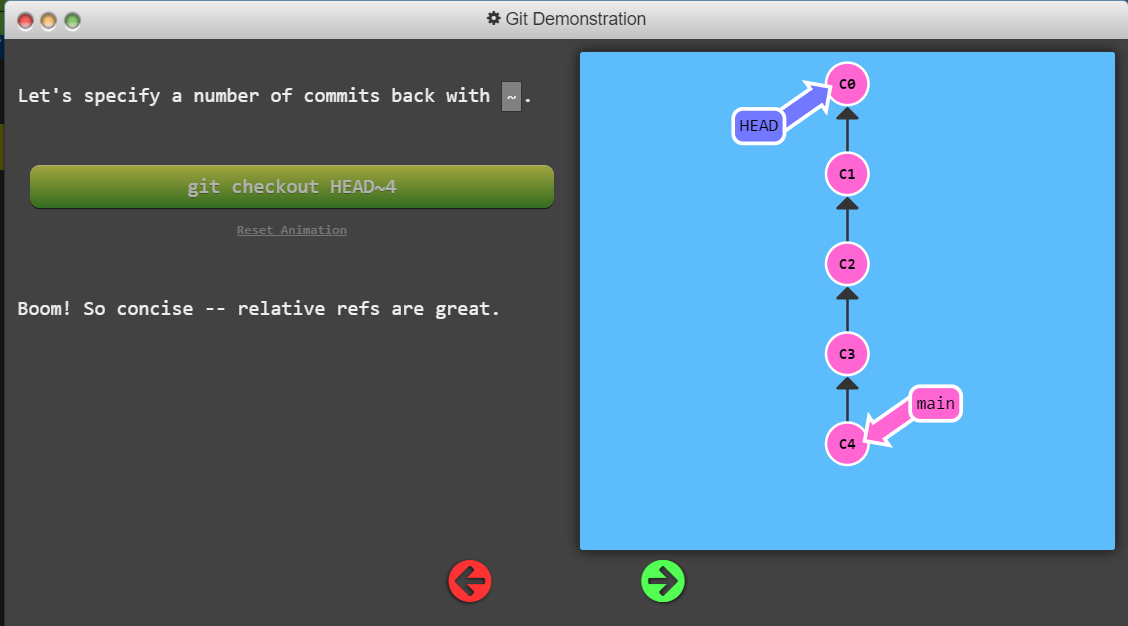 Git Demonstration
Let's specify a number of commits back with ~.
git checkout HEAD~4
Reset Animation
Boom! So concise -- relative refs are great.
C0
HEAD
C1
C2
C3
main
C4